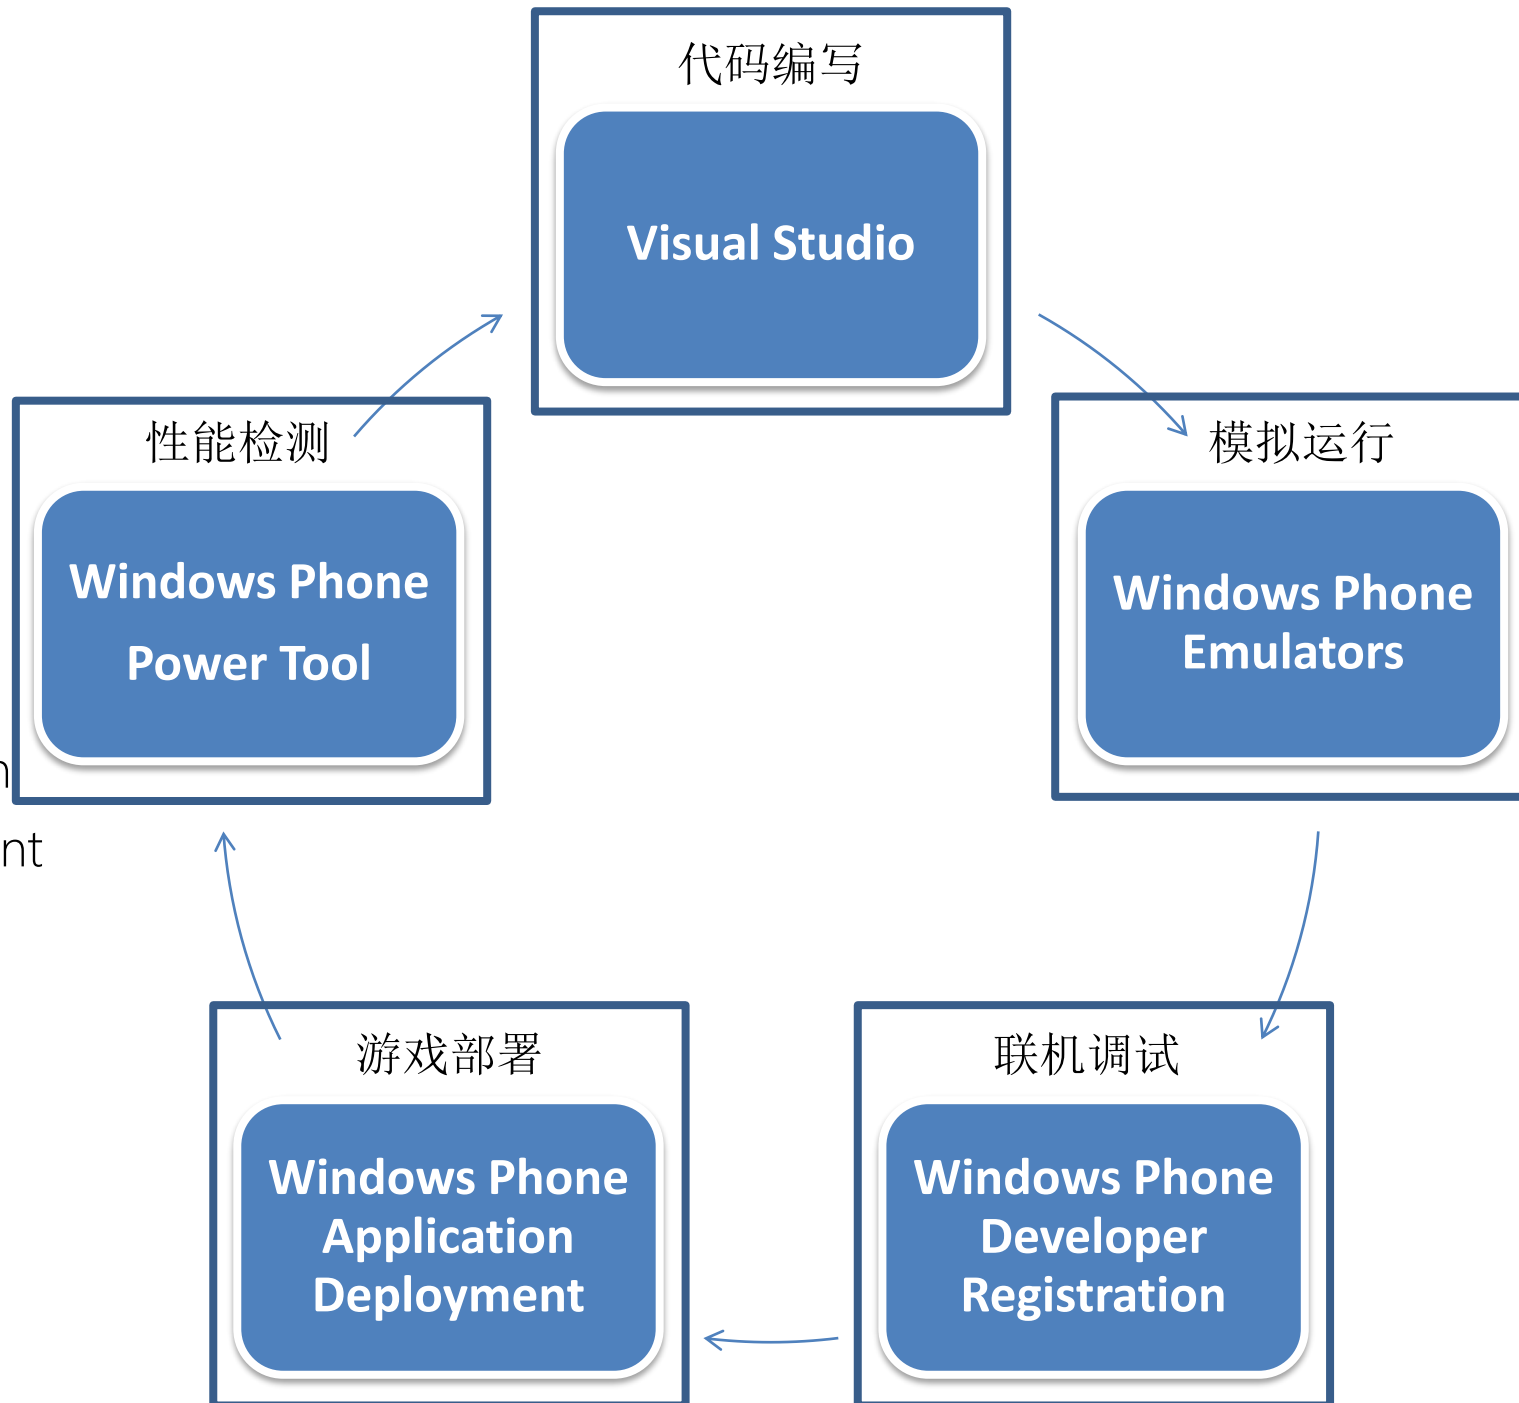 代码编写
Visual Studio
模拟运行
Windows Phone
Emulators
联机调试
Windows Phone
Developer
Registration
游戏部署
Windows Phone
Application
Deployment
性能检测
Windows Phone
Power Tool
nt